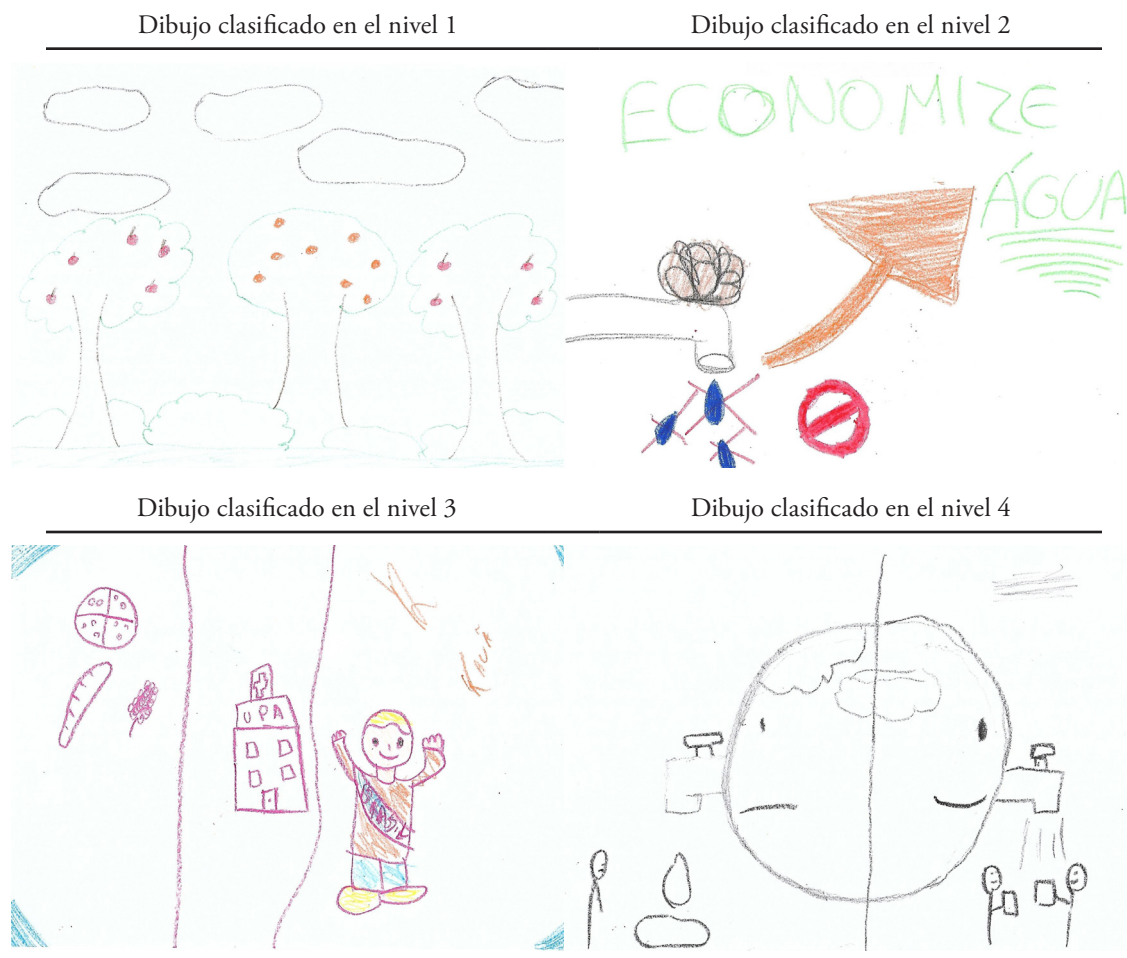 Dibujo clasificado en el nivel 1
Dibujo clasificado en el nivel 2
ECONOMIZE
ÁGUA
Dibujo clasificado en el nivel 3
Dibujo clasificado en el nivel 4
UPA
BRASIL